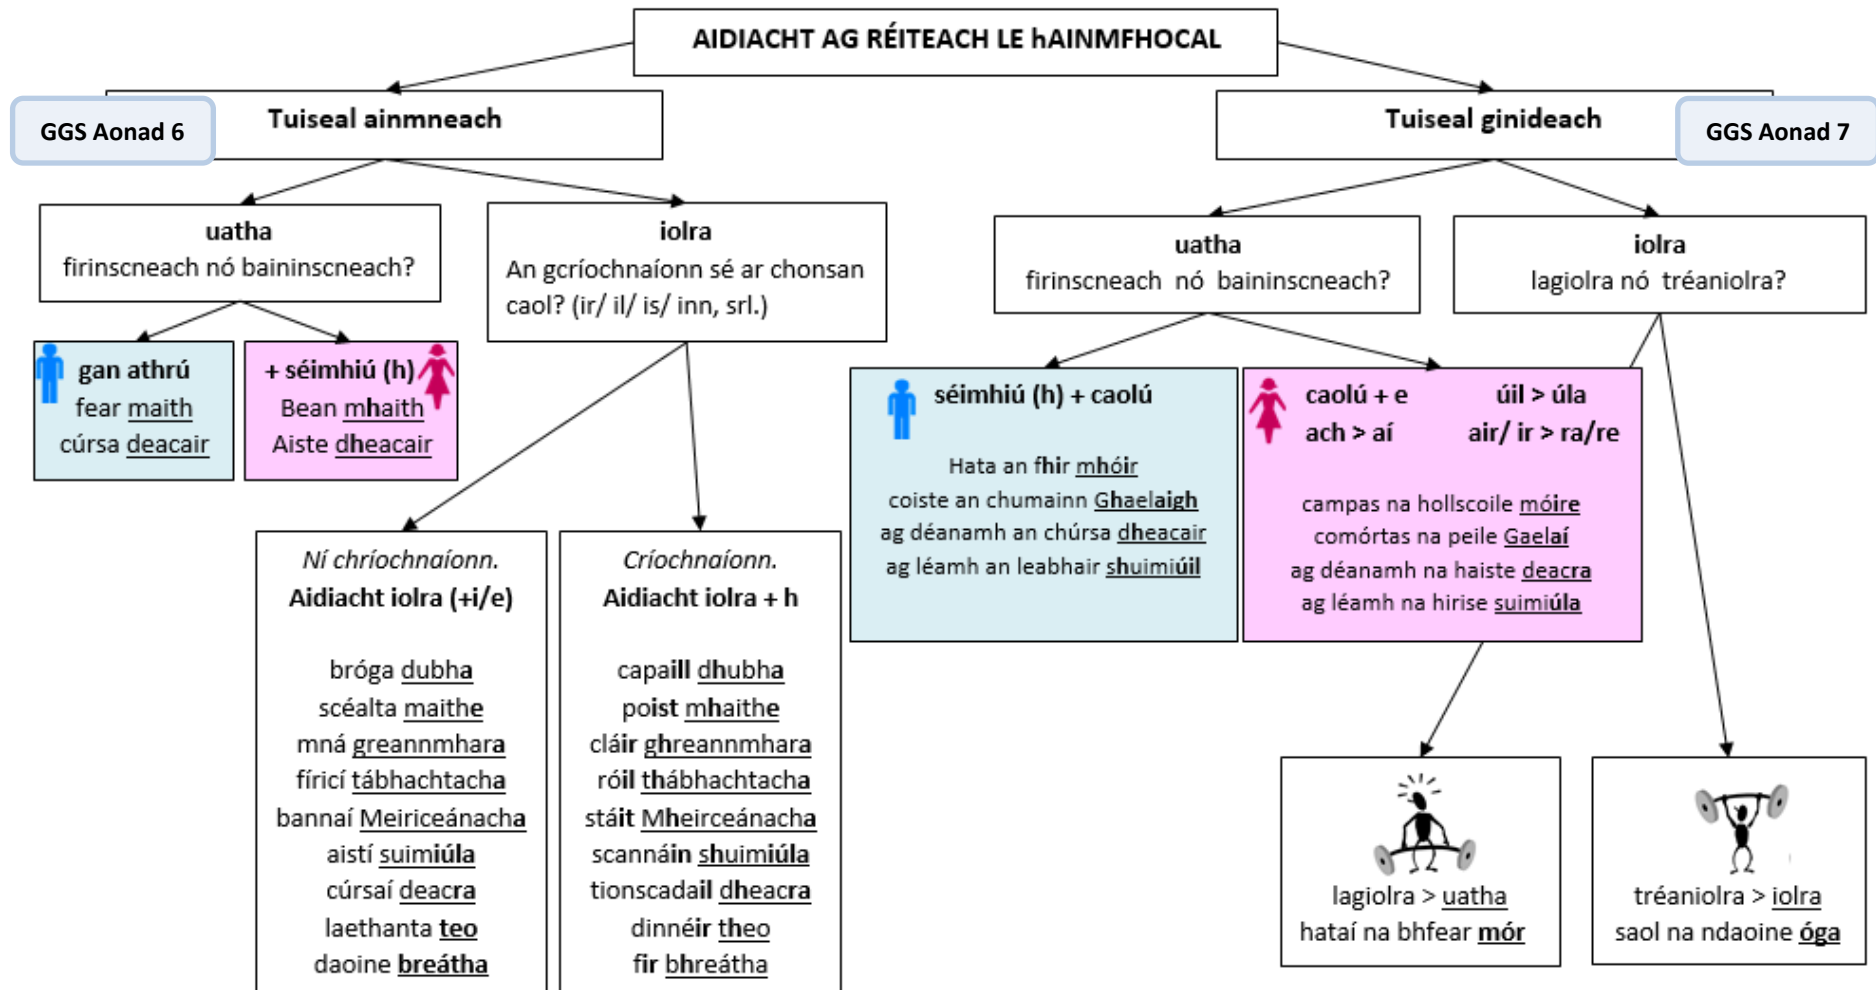 AIDIACHT AG RÉITEACH LE hAINMFHOCAL
GGS Aonad 6
Tuiseal ainmneach
uatha
firinscneach nó baininscneach?
gan athrú
fear maith
cúrsa deacair
+ séimhiú (h)
Bean mhaith
Aiste dheacair
iolra
An gcríochnaíonn sé ar chonsan
caol? (ir/ il/ is/ inn, srl.)
Ní chríochnaíonn.
Aidiacht iolra (+i/e)
bróga dubha
scéalta maithe
mná greannmhara
fíricí tábhachtacha
bannaí Meiriceánacha
aistí suimiúla
cúrsaí deacra
laethanta teo
daoine breátha
Críochnaíonn.
Aidiacht iolra + h
capaill dhubha
poist mhaithe
cláir ghreannmhara
róil thábhachtacha
stáit Mheirceánacha
scannáin shuimiúla
tionscadail dheacra
dinnéir theo
fir bhreátha
Tuiseal ginideach
GGS Aonad 7
uatha
firinscneach nó baininscneach?
séimhiú (h) + caolú
Hata an fhir mhóir
coiste an chumainn Ghaelaigh
ag déanamh an chúrsa dheacair
ag léamh an leabhair shuimiúil
caolú + e úil > úla
ach > aí air/ ir > ra/re
campas na hollscoile móire
comórtas na peile Gaelaí
ag déanamh na haiste deacra
ag léamh na hirise suimiúla
iolra
lagiolra nó tréaniolra?
lagiolra > uatha
hataí na bhfear mór
tréaniolra > iolra
saol na ndaoine óga